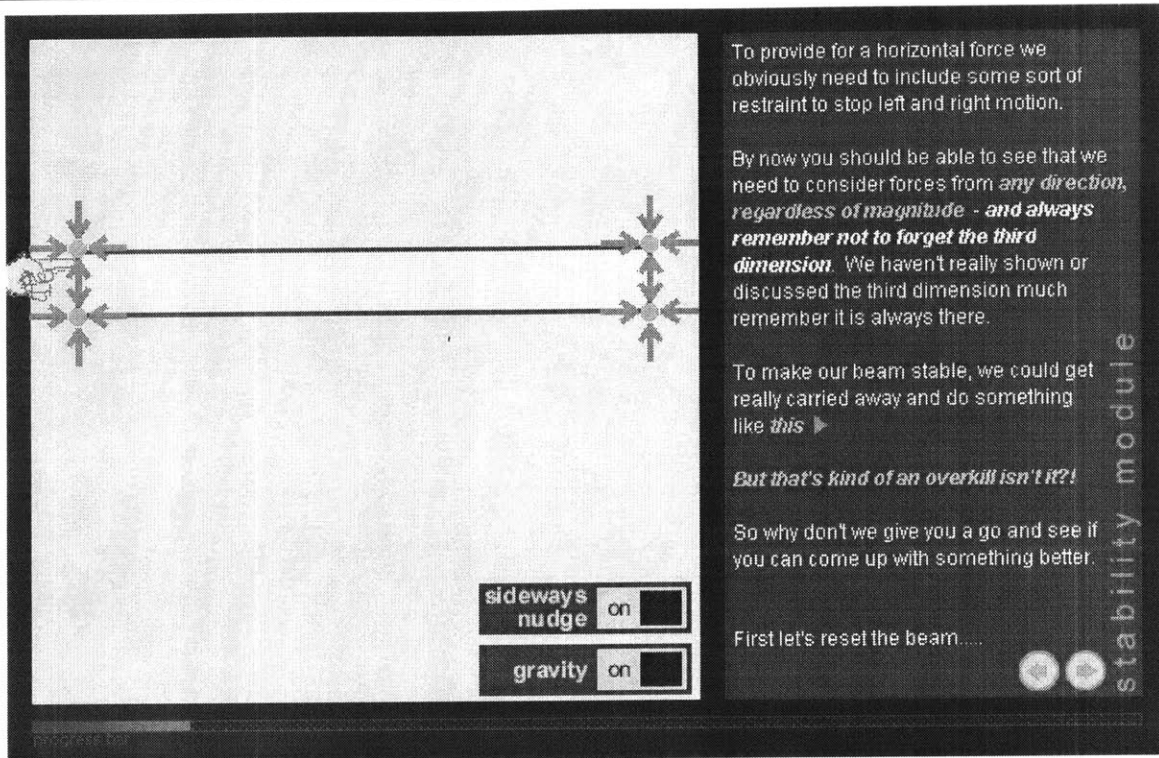 To provide for a horizontal force we
obviously need to include some sort of
restraint to stop left and right motion.
By now you should be able to see that we
need to consider forces from any direction,
regardless of magnitude - and always
remember not to forget the third
dimension. We haven't really shown or
discussed the third dimension much
remember it is always there.
To make our beam stable, we could get
really carried away and do something
like this
But that's kind of an overkill isn't it?!
So why don't we give you a go and see if
you can come up with something better.
First let's reset the beam.....
stability module
sideways
nudge
on
gravity
on
progress bar